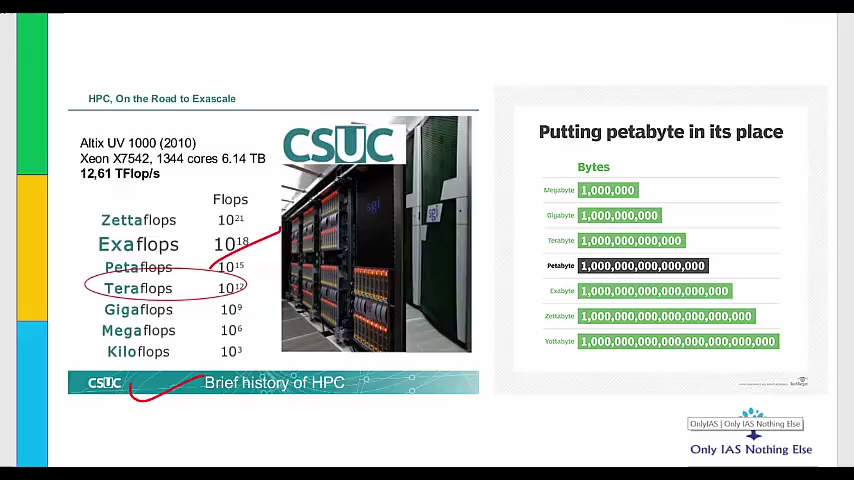 HPC, On the Road to Exascale
Altix UV 1000 (2010)
Xeon X7542, 1344 cores 6.14 TB
12,61 TFlop/s
CSUC
sgi
sgi
Flops
Zettaflops 10²¹
Exaflops 10¹⁸
Petaflops 10¹⁵
Teraflops 10¹²
Gigaflops 10⁹
Megaflops 10⁶
Kiloflops 10³
CSUC Brief history of HPC
Putting petabyte in its place
Bytes
Megabyte 1,000,000
Gigabyte 1,000,000,000
Terabyte 1,000,000,000,000
Petabyte 1,000,000,000,000,000
Exabyte 1,000,000,000,000,000,000
Zettabyte 1,000,000,000,000,000,000,000
Yottabyte 1,000,000,000,000,000,000,000,000
TechTarget
OnlyIAS | Only IAS Nothing Else
Only IAS Nothing Else